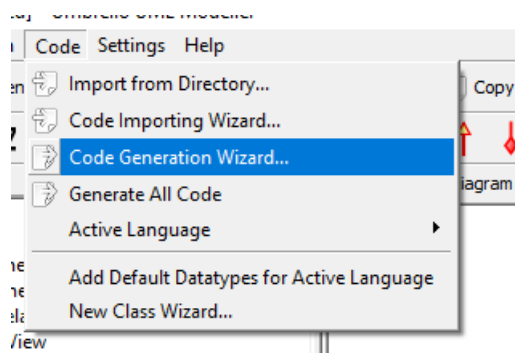 Umbrello UML Modeller
Code Settings Help
Import from Directory...
Copy
Code Importing Wizard...
Code Generation Wizard...
Generate All Code
iagram
Active Language
Add Default Datatypes for Active Language
New Class Wizard...
View